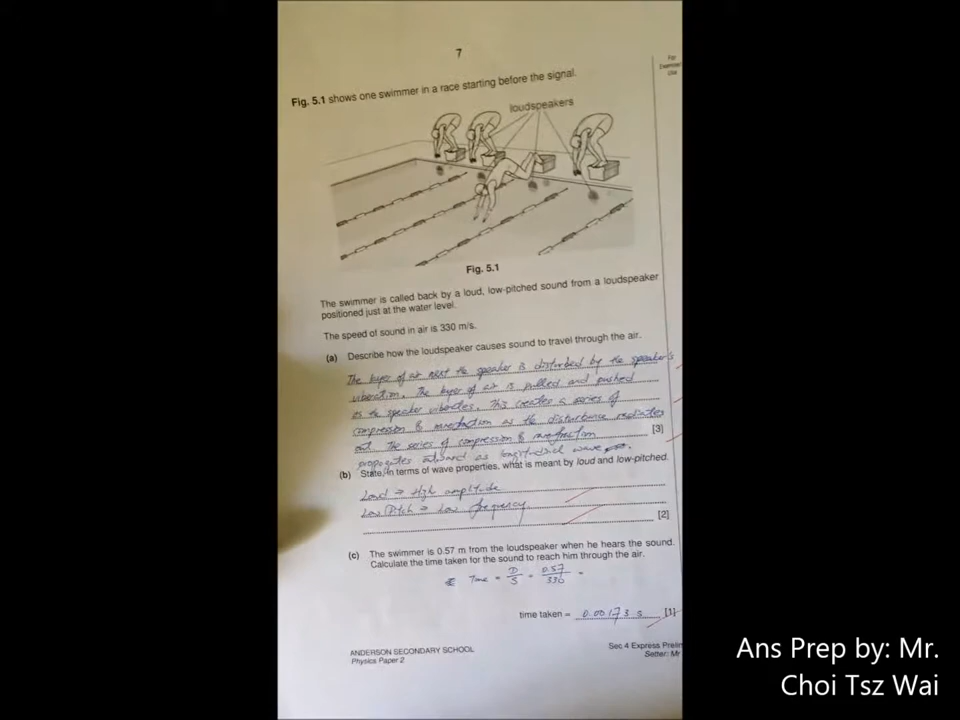 7
For
Examiner's
Use
Fig. 5.1 shows one swimmer in a race starting before the signal.
loudspeakers
Fig. 5.1
The swimmer is called back by a loud, low-pitched sound from a loudspeaker
positioned just at the water level.
The speed of sound in air is 330 m/s.
(a) Describe how the loudspeaker causes sound to travel through the air.
The layer of air next the speaker is disturbed by the speaker's
vibration. The layer of air is pulled and pushed
as the speaker vibrates. This creates a series of
compression & rarefaction as the disturbance radiates
out. The series of compression & rarefraction [3]
propagates outward as longitudinal wave
(b) State, in terms of wave properties, what is meant by loud and low-pitched.
Loud ⇒ High amplitude
Low Pitch ⇒ Low frequency.
[2]
(c) The swimmer is 0.57 m from the loudspeaker when he hears the sound.
Calculate the time taken for the sound to reach him through the air.
Time = D/S = 0.57/330 =
time taken = 0.00173 s [1]
ANDERSON SECONDARY SCHOOL
Physics Paper 2
Sec 4 Express Prelim
Setter: Mr
Ans Prep by: Mr.
Choi Tsz Wai